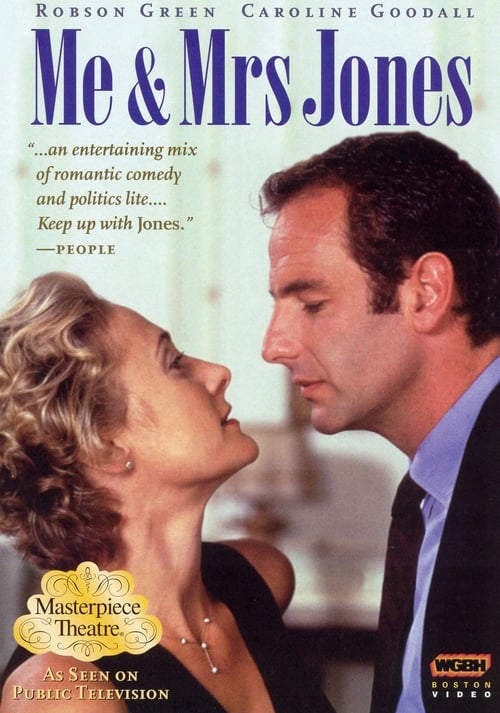 ROBSON GREEN CAROLINE GOODALL
Me & Mrs Jones
“...an entertaining mix
of romantic comedy
and politics lite....
Keep up with Jones.”
—PEOPLE
Masterpiece
Theatre®
AS SEEN ON
PUBLIC TELEVISION
WGBH
BOSTON
VIDEO